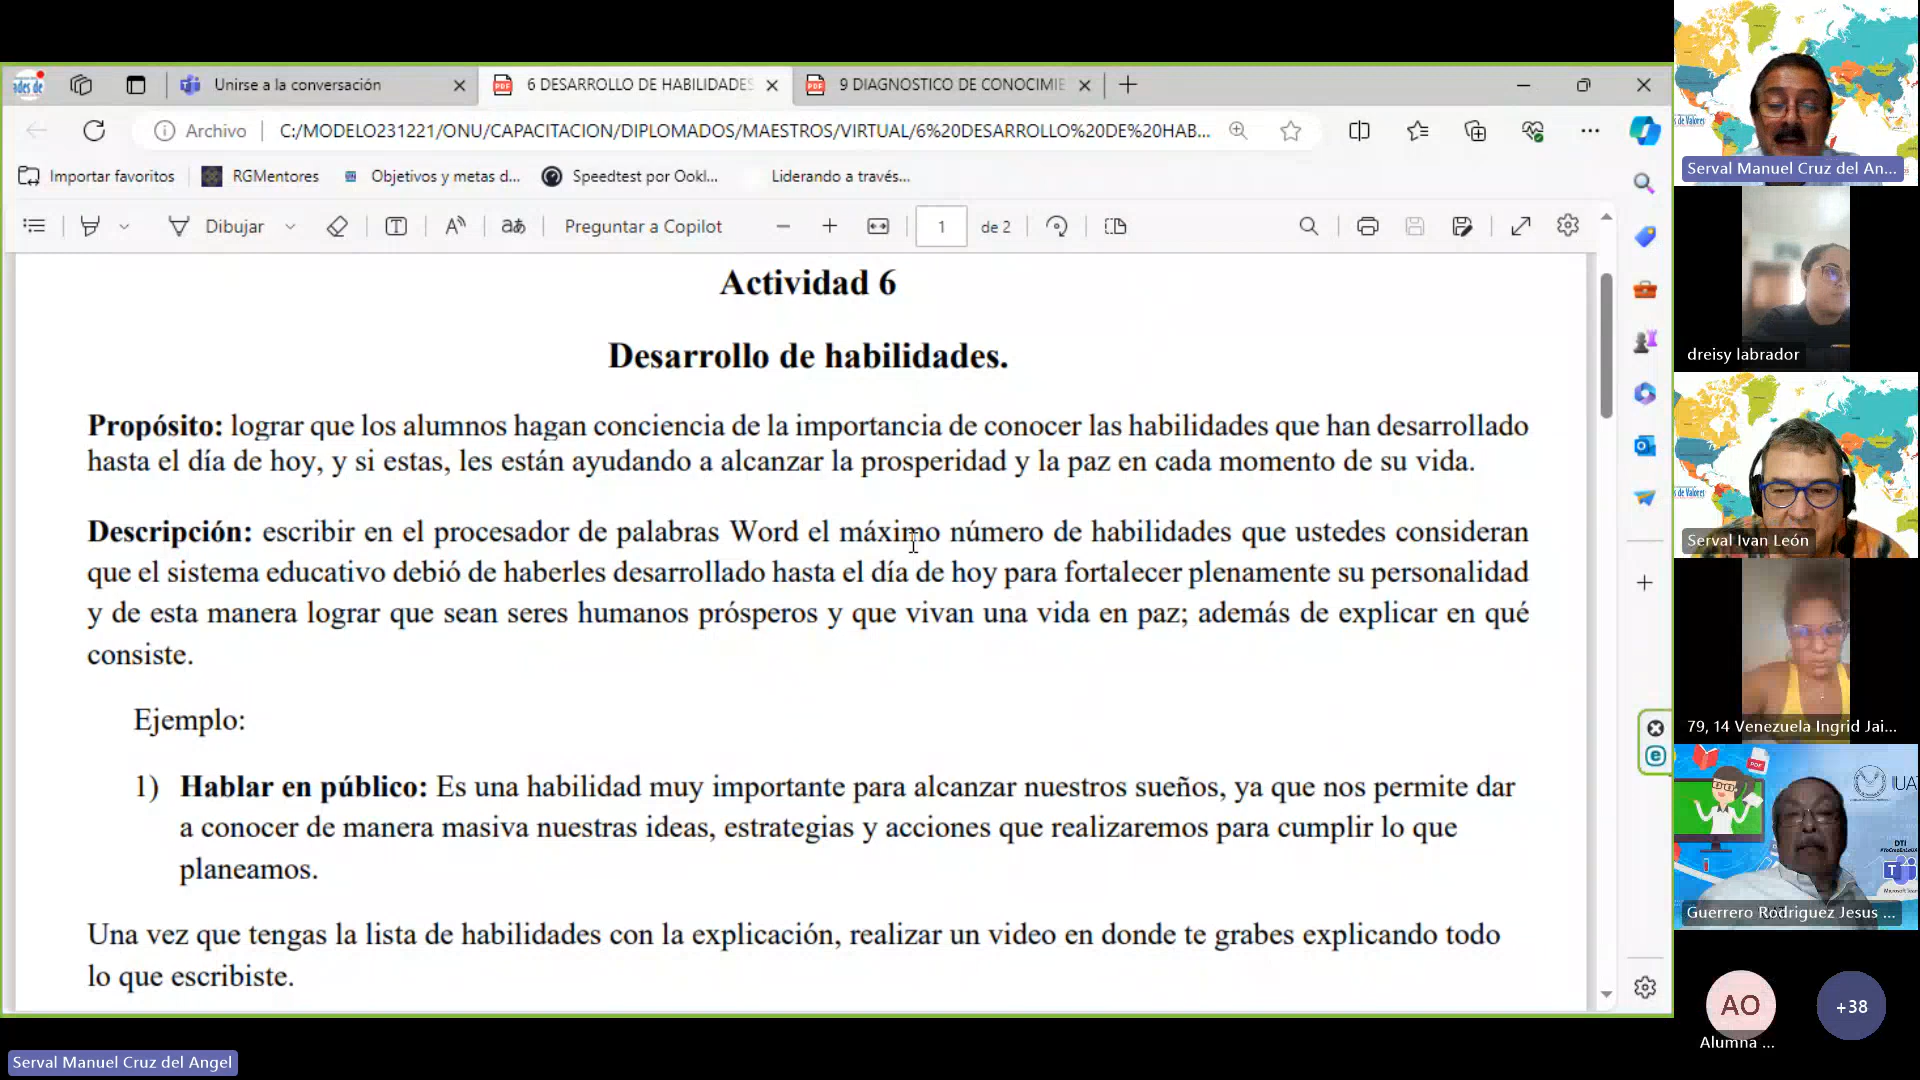 ades de
Unirse a la conversación
6 DESARROLLO DE HABILIDADES
9 DIAGNOSTICO DE CONOCIMIE
Archivo
C:/MODELO231221/ONU/CAPACITACION/DIPLOMADOS/MAESTROS/VIRTUAL/6%20DESARROLLO%20DE%20HAB...
Importar favoritos
RGMentores
Objetivos y metas d...
Speedtest por Ookl...
Liderando a través...
Dibujar
Preguntar a Copilot
1
de 2
Actividad 6
Desarrollo de habilidades.
Propósito: lograr que los alumnos hagan conciencia de la importancia de conocer las habilidades que han desarrollado
hasta el día de hoy, y si estas, les están ayudando a alcanzar la prosperidad y la paz en cada momento de su vida.
Descripción: escribir en el procesador de palabras Word el máximo número de habilidades que ustedes consideran
que el sistema educativo debió de haberles desarrollado hasta el día de hoy para fortalecer plenamente su personalidad
y de esta manera lograr que sean seres humanos prósperos y que vivan una vida en paz; además de explicar en qué
consiste.
Ejemplo:
1) Hablar en público: Es una habilidad muy importante para alcanzar nuestros sueños, ya que nos permite dar
a conocer de manera masiva nuestras ideas, estrategias y acciones que realizaremos para cumplir lo que
planeamos.
Una vez que tengas la lista de habilidades con la explicación, realizar un video en donde te grabes explicando todo
lo que escribiste.
Serval Manuel Cruz del Angel
de Valores
Serval Manuel Cruz del An...
dreisy labrador
de Valores
Serval Ivan León
79, 14 Venezuela Ingrid Jai...
PDF
UAT
DTI
Guerrero Rodriguez Jesus ...
AO
Alumna ...
+38